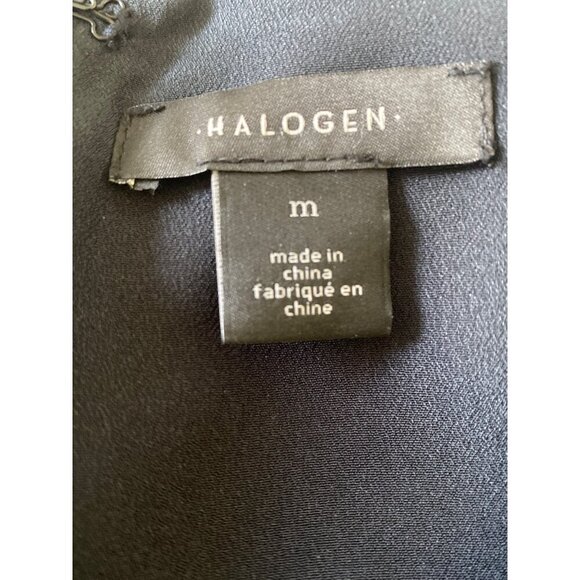 ·HALOGEN·
m
made in
china
fabriqué en
chine